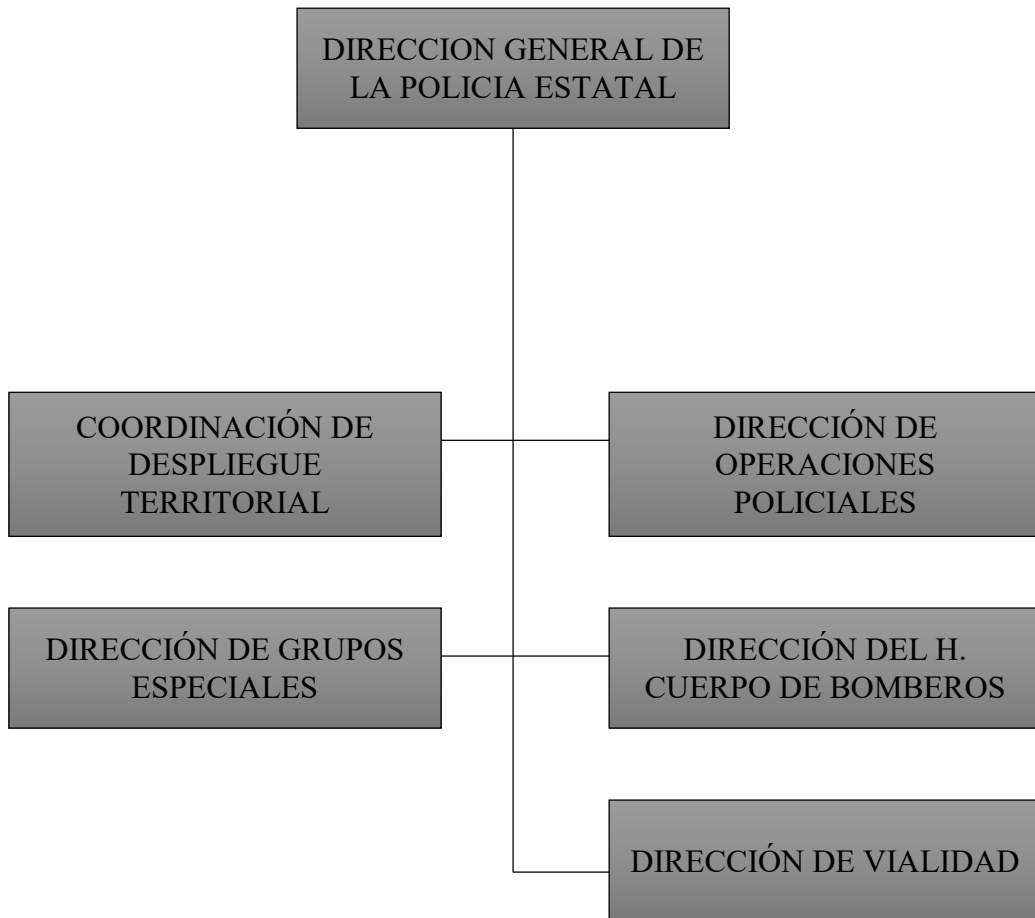 DIRECCION GENERAL DE
LA POLICIA ESTATAL
COORDINACIÓN DE
DESPLIEGUE
TERRITORIAL
DIRECCIÓN DE
OPERACIONES
POLICIALES
DIRECCIÓN DE GRUPOS
ESPECIALES
DIRECCIÓN DEL H.
CUERPO DE BOMBEROS
DIRECCIÓN DE VIALIDAD